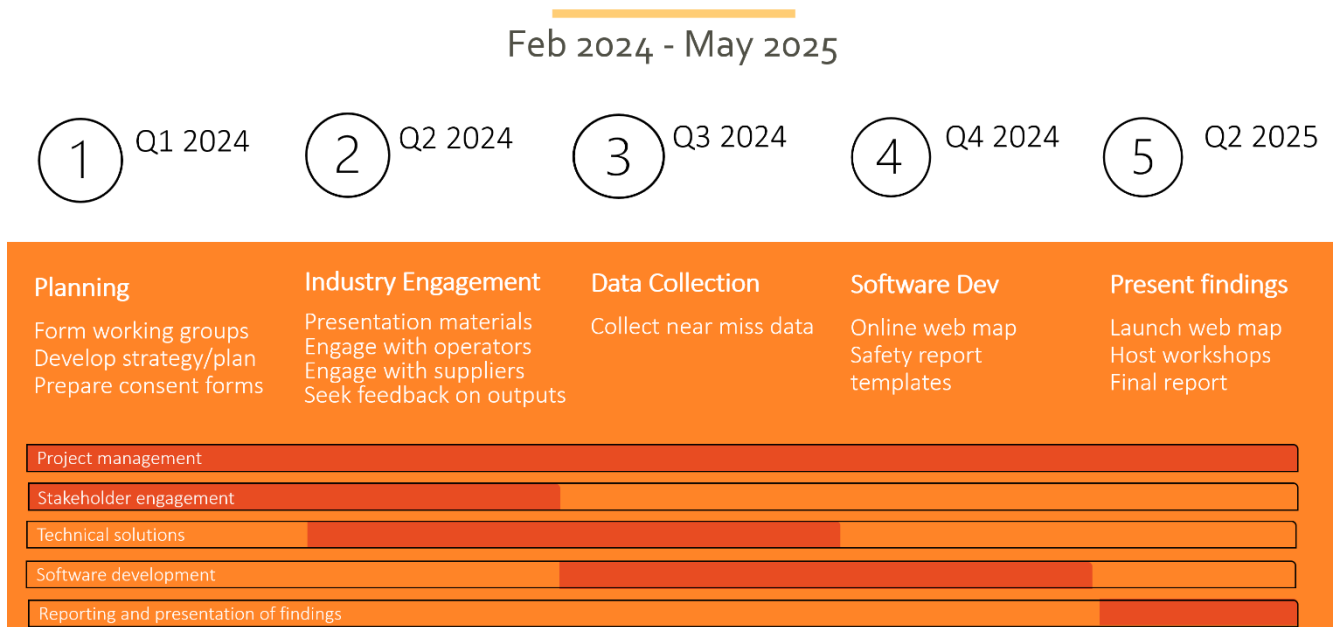 Feb 2024 - May 2025
1
Q1 2024
2
Q2 2024
3
Q3 2024
4
Q4 2024
5
Q2 2025
Planning
Form working groups
Develop strategy/plan
Prepare consent forms
Industry Engagement
Presentation materials
Engage with operators
Engage with suppliers
Seek feedback on outputs
Data Collection
Collect near miss data
Software Dev
Online web map
Safety report
templates
Present findings
Launch web map
Host workshops
Final report
Project management
Stakeholder engagement
Technical solutions
Software development
Reporting and presentation of findings